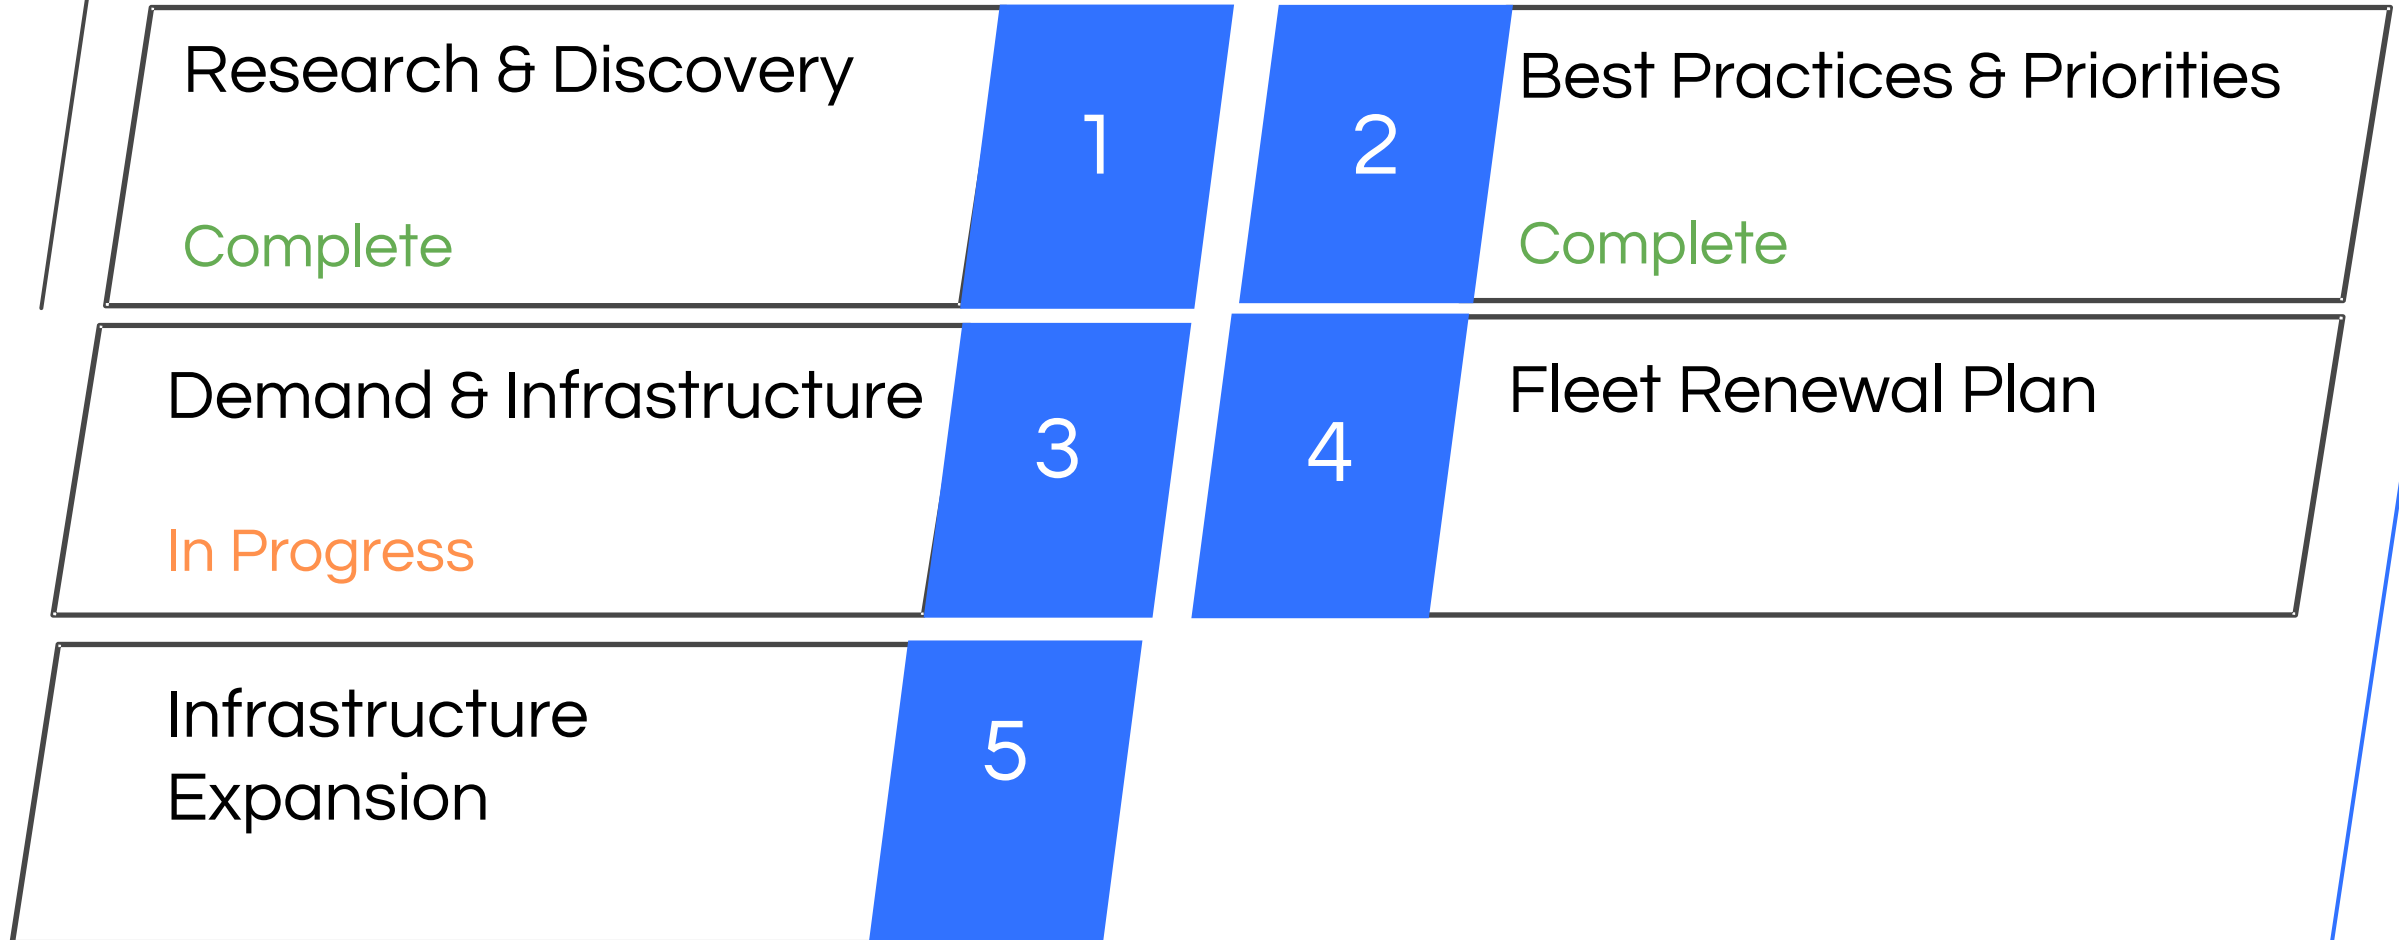 Research & Discovery
1
Complete
2
Best Practices & Priorities
Complete
Demand & Infrastructure
3
In Progress
4
Fleet Renewal Plan
Infrastructure
Expansion
5